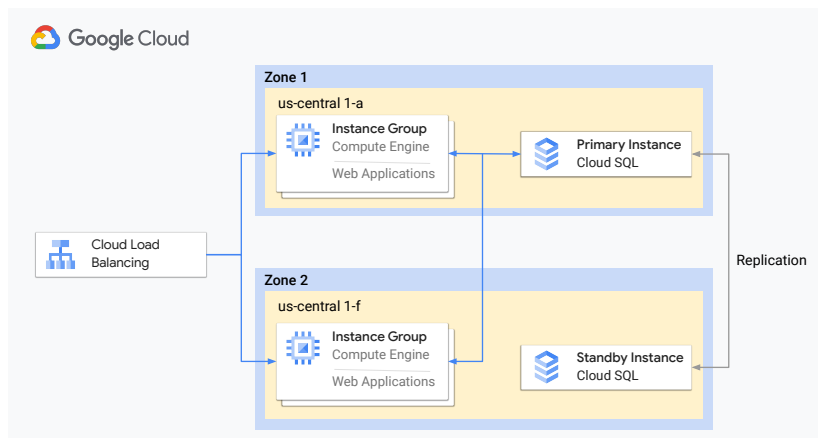 Google Cloud
Zone 1
us-central 1-a
Instance Group
Compute Engine
Web Applications
Primary Instance
Cloud SQL
Cloud Load
Balancing
Replication
Zone 2
us-central 1-f
Instance Group
Compute Engine
Web Applications
Standby Instance
Cloud SQL